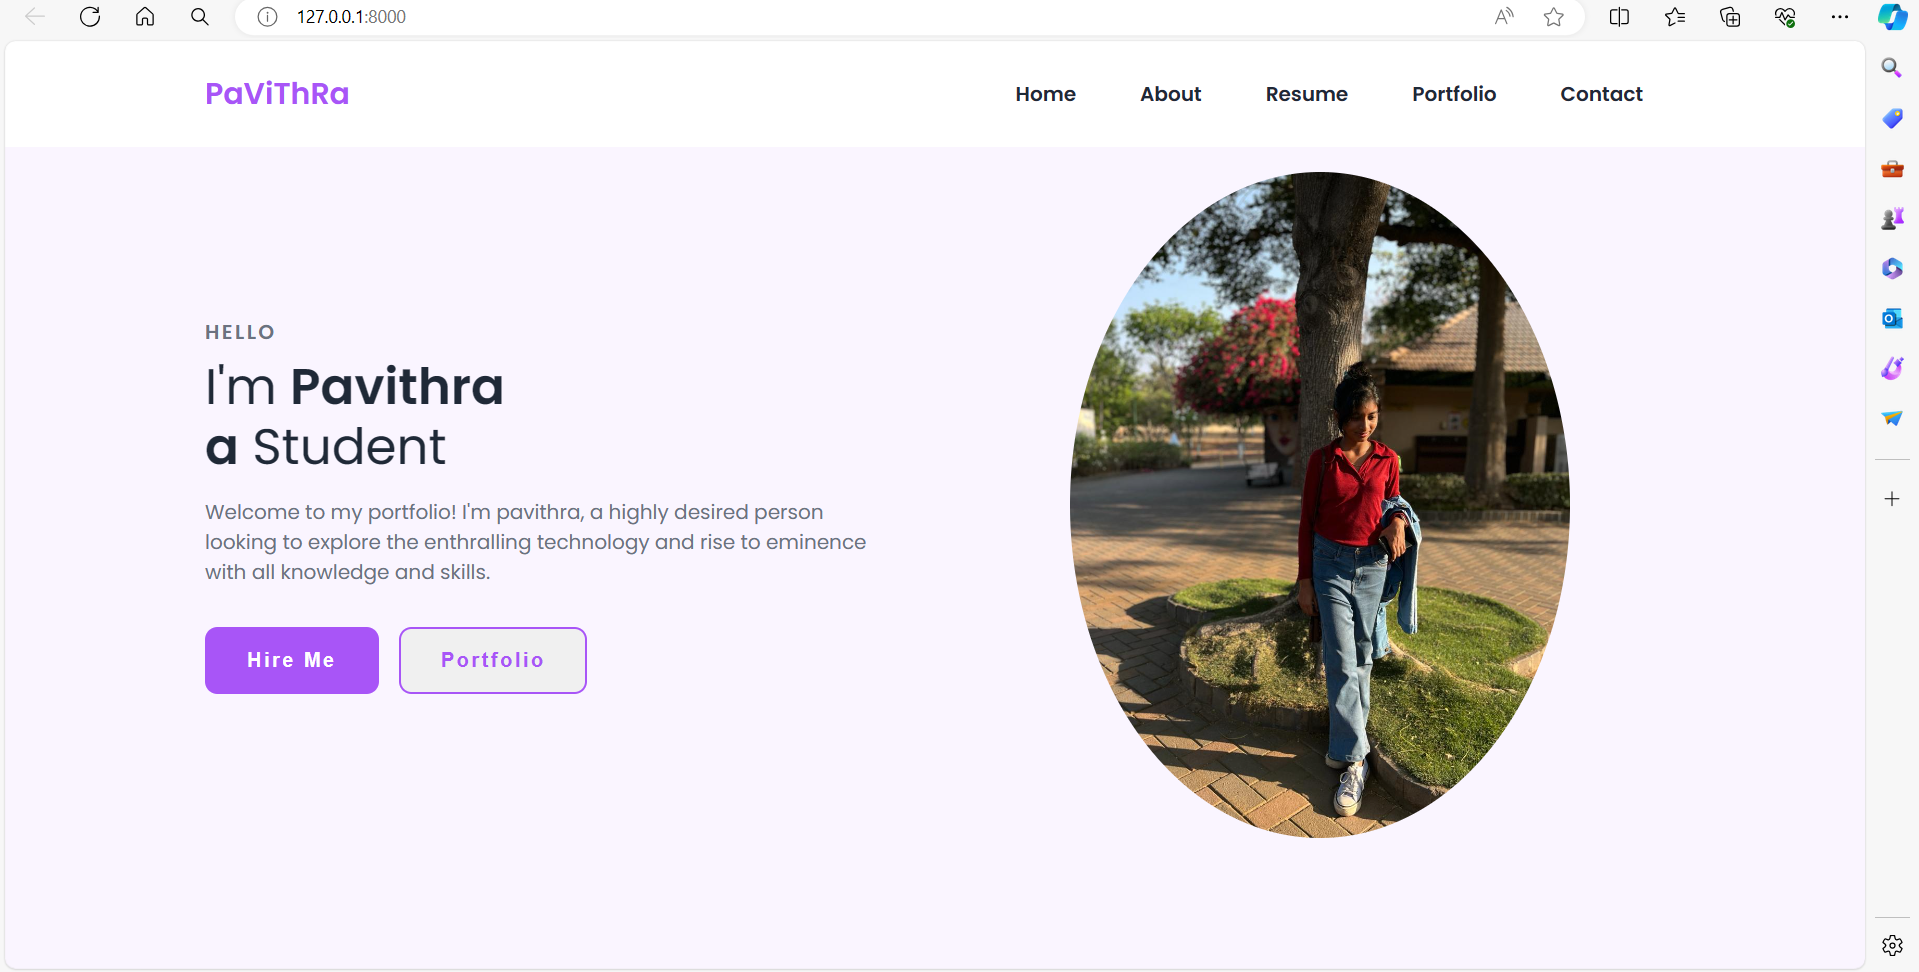 127.0.0.1:8000
PaViThRa
Home About Resume Portfolio Contact
HELLO
I'm Pavithra
a Student
Welcome to my portfolio! I'm pavithra, a highly desired person
looking to explore the enthralling technology and rise to eminence
with all knowledge and skills.
Hire Me Portfolio